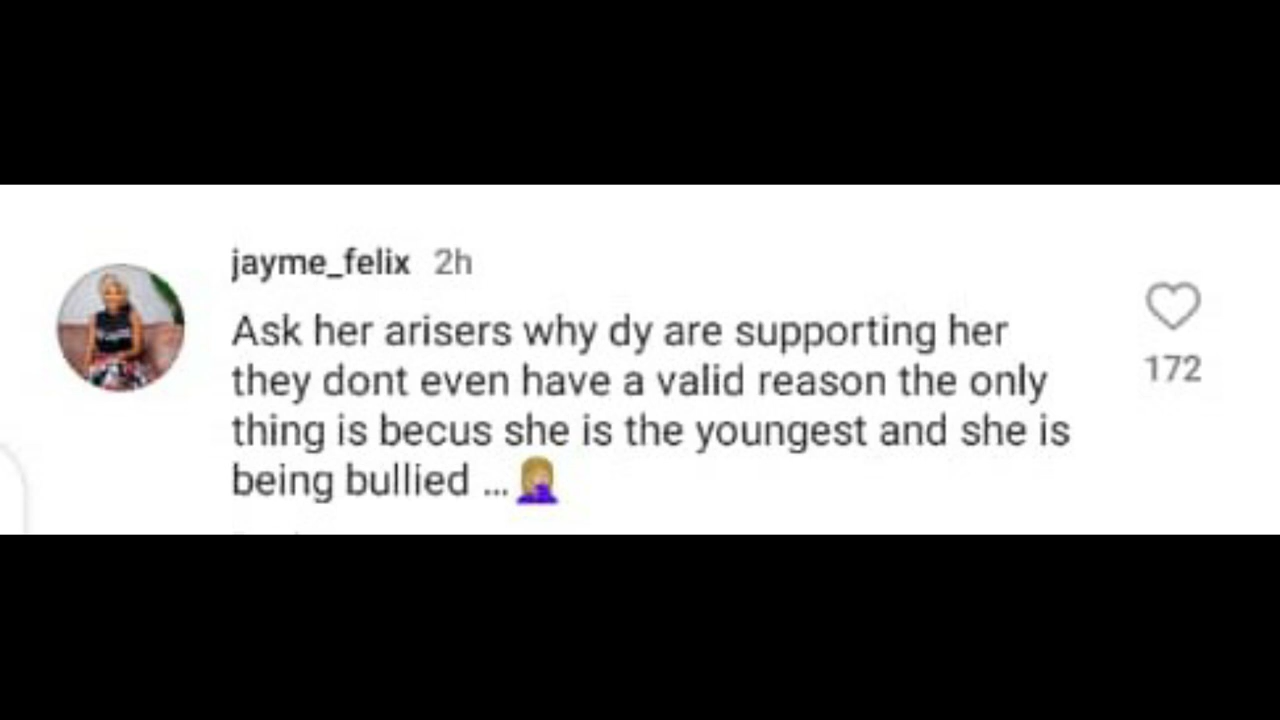 jayme_felix 2h
Ask her arisers why dy are supporting her
they dont even have a valid reason the only
thing is becus she is the youngest and she is
being bullied ...🤦🏼‍♀️
172